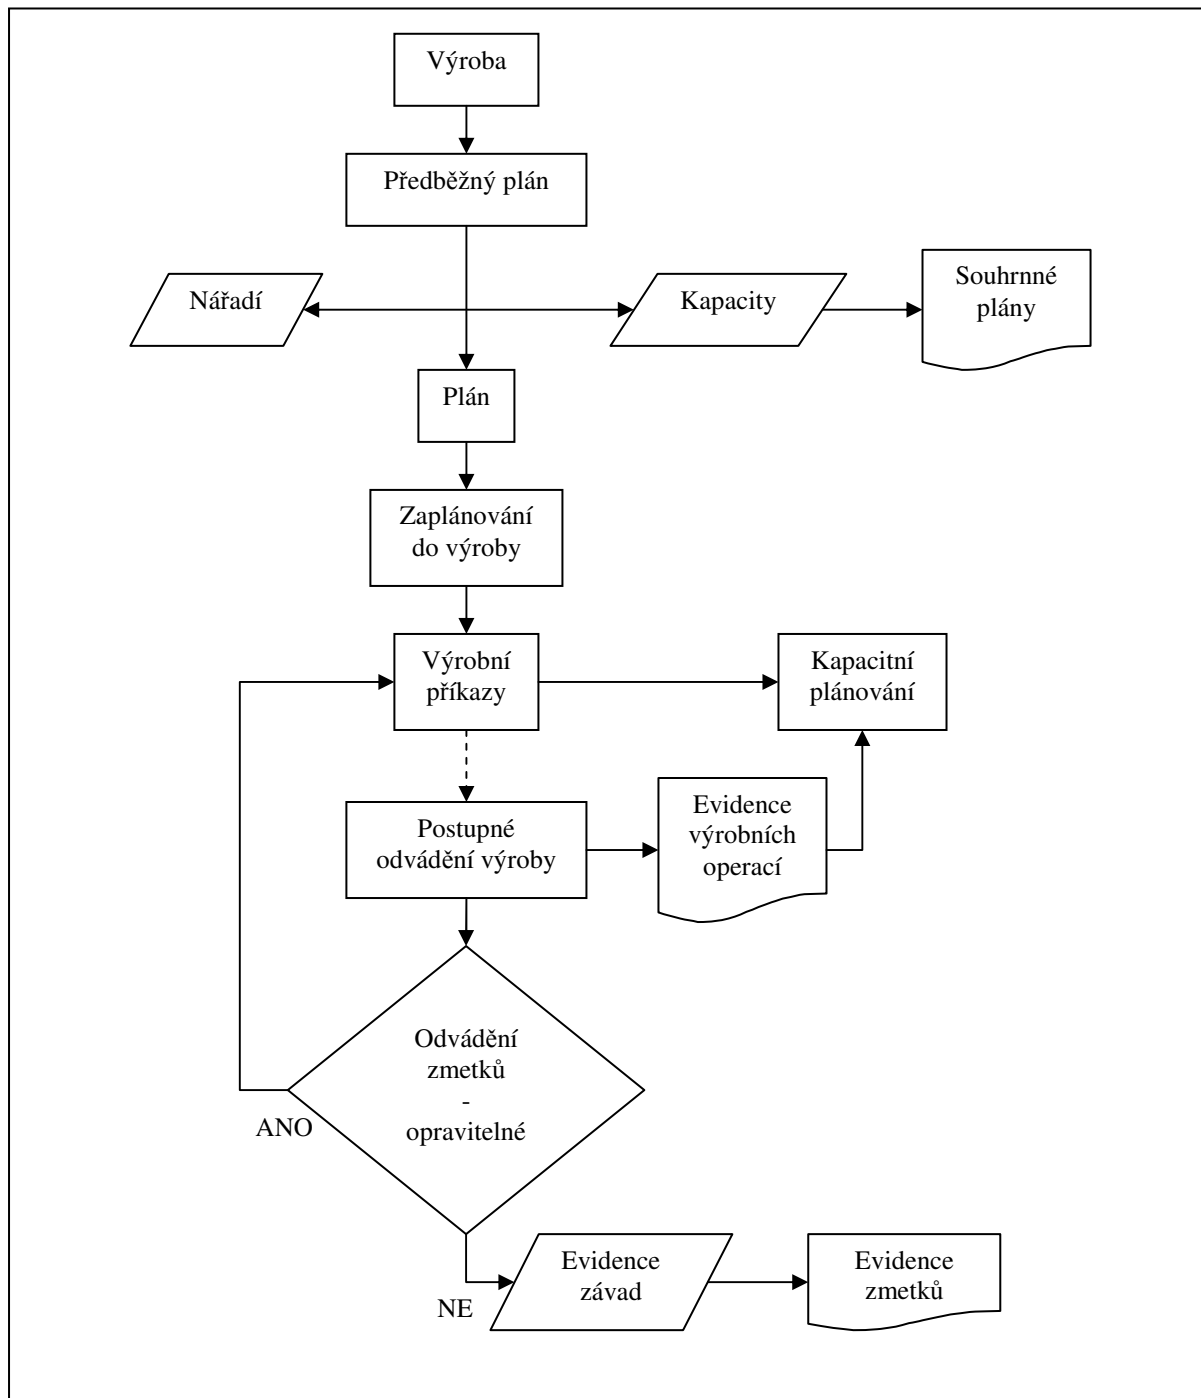 Výroba
Předběžný plán
Nářadí
Kapacity
Souhrnné
plány
Plán
Zaplánování
do výroby
Výrobní
příkazy
Kapacitní
plánování
Postupné
odvádění výroby
Evidence
výrobních
operací
Odvádění
zmetků
-
opravitelné
ANO
NE
Evidence
závad
Evidence
zmetků